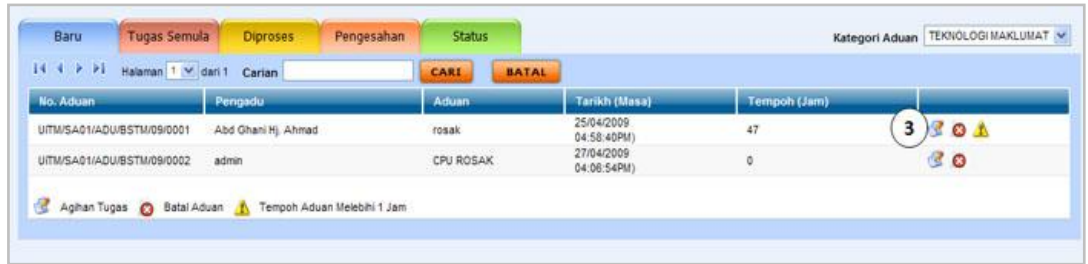 Baru Tugas Semula Diproses Pengesahan Status Kategori Aduan TEKNOLOGI MAKLUMAT
Halaman 1 dari 1 Carian CARI BATAL
No. Aduan Pengadu Aduan Tarikh (Masa) Tempoh (Jam)
UITM/SA01/ADU/BSTM/09/0001 Abd Ghani Hj. Ahmad rosak 25/04/2009 04:58:40PM) 47 3
UITM/SA01/ADU/BSTM/09/0002 admin CPU ROSAK 27/04/2009 04:06:54PM) 0
Agihan Tugas Batal Aduan Tempoh Aduan Melebihi 1 Jam